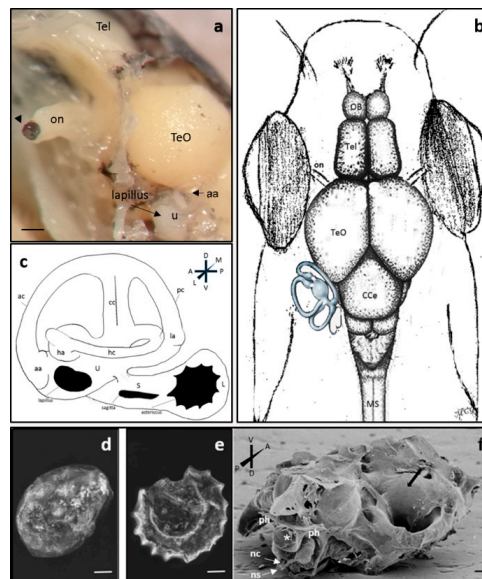 a
Tel
on
TeO
lapillus
aa
u
b
OB
Tel
on
TeO
CCe
MS
c
D
M
A
P
L
V
ac
cc
pc
la
ha
hc
aa
U
S
L
lapillus
sagitta
asteriscus
d
e
f
V
A
P
D
ph
*
ph
nc
ns